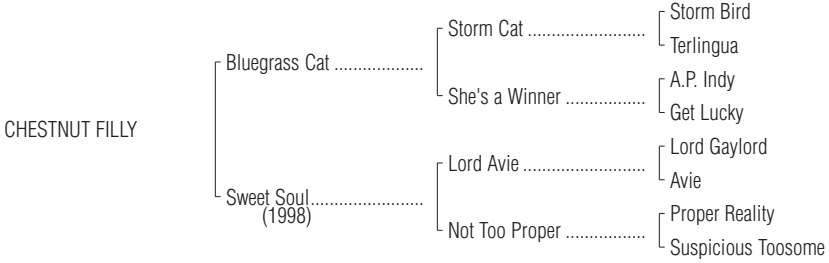 Storm Bird
Storm Cat ........................
Terlingua
Bluegrass Cat ..................
A.P. Indy
She's a Winner ................
Get Lucky
CHESTNUT FILLY
Lord Gaylord
Lord Avie ........................
Avie
Sweet Soul.......................
(1998)
Proper Reality
Not Too Proper ................
Suspicious Toosome